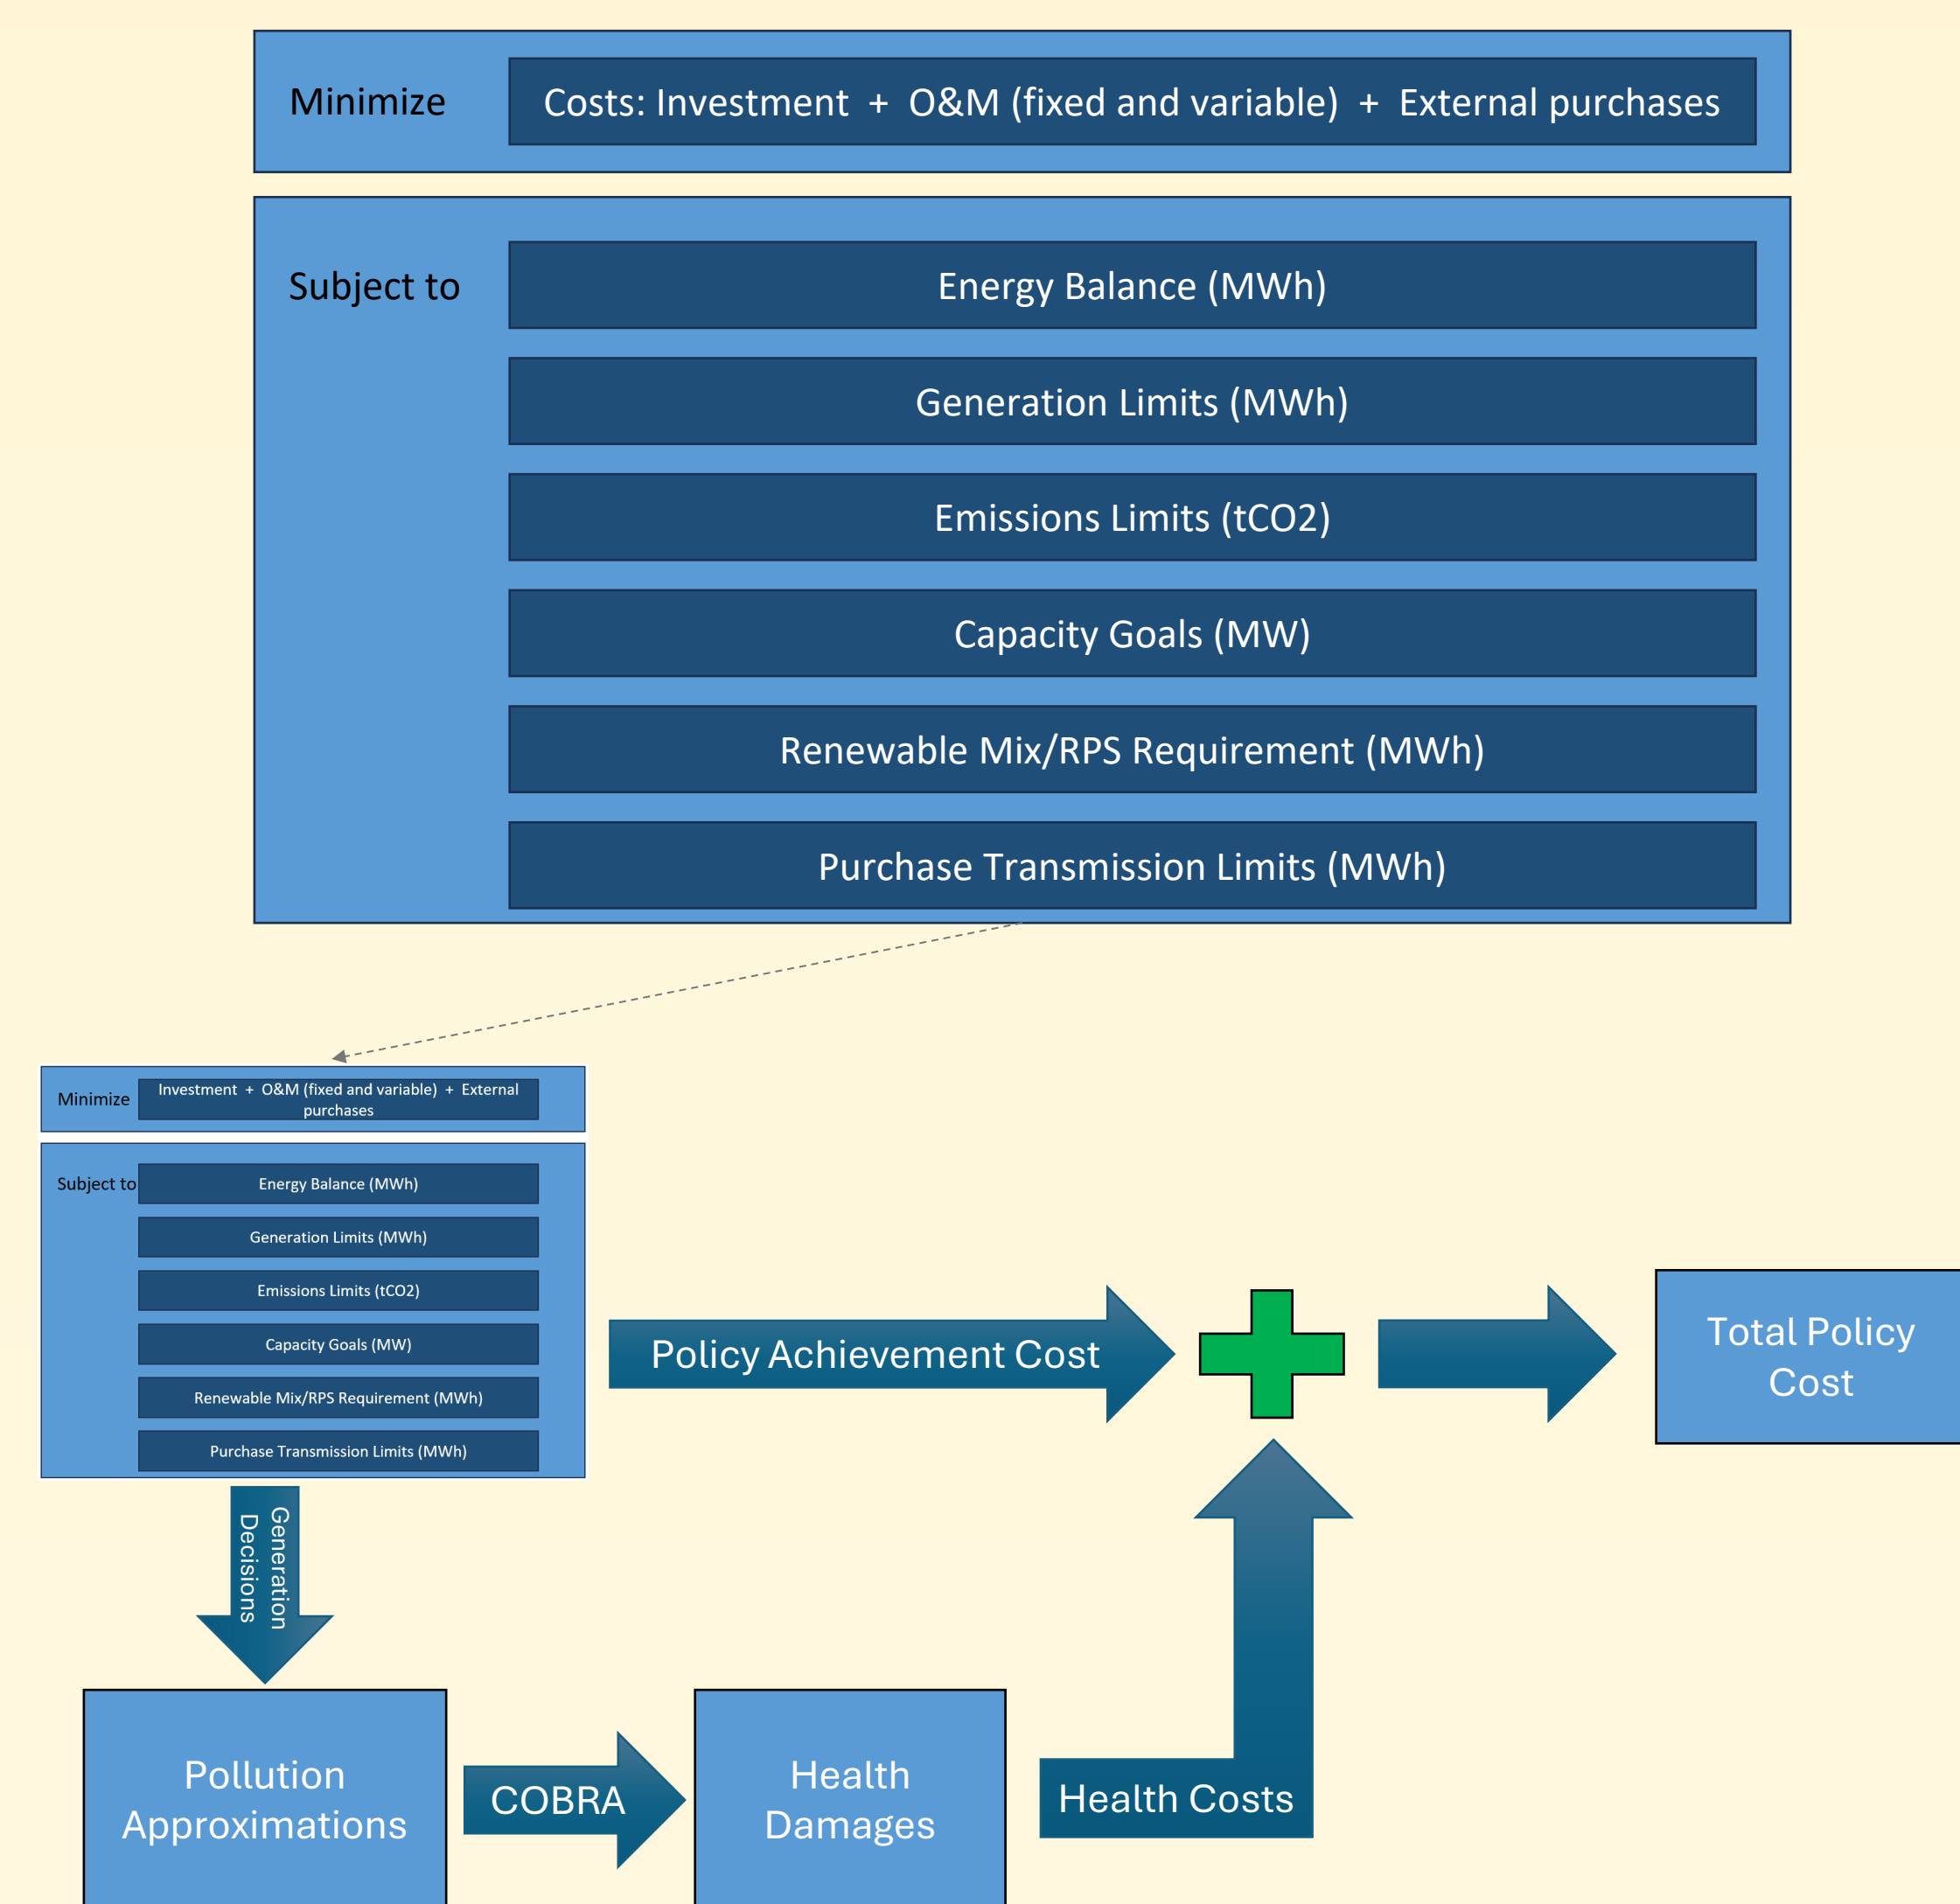 Minimize
Costs: Investment + O&M (fixed and variable) + External purchases
Subject to
Energy Balance (MWh)
Generation Limits (MWh)
Emissions Limits (tCO2)
Capacity Goals (MW)
Renewable Mix/RPS Requirement (MWh)
Purchase Transmission Limits (MWh)
Minimize
Investment + O&M (fixed and variable) + External
purchases
Subject to
Energy Balance (MWh)
Generation Limits (MWh)
Emissions Limits (tCO2)
Capacity Goals (MW)
Renewable Mix/RPS Requirement (MWh)
Purchase Transmission Limits (MWh)
Policy Achievement Cost
Total Policy
Cost
Generation
Decisions
Pollution
Approximations
COBRA
Health
Damages
Health Costs